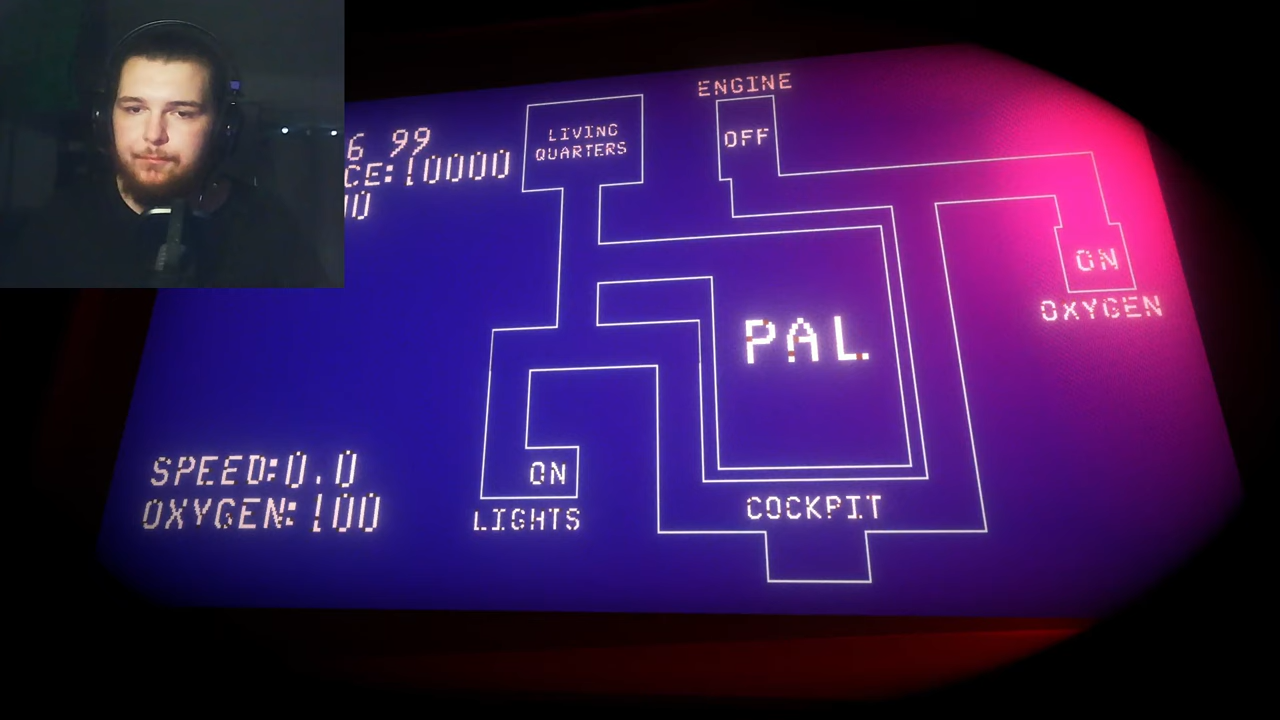 6 99
CE:10000
00
LIVING
QUARTERS
ENGINE
OFF
ON
OXYGEN
PAL
SPEED:0.0
OXYGEN:100
ON
LIGHTS
COCKPIT